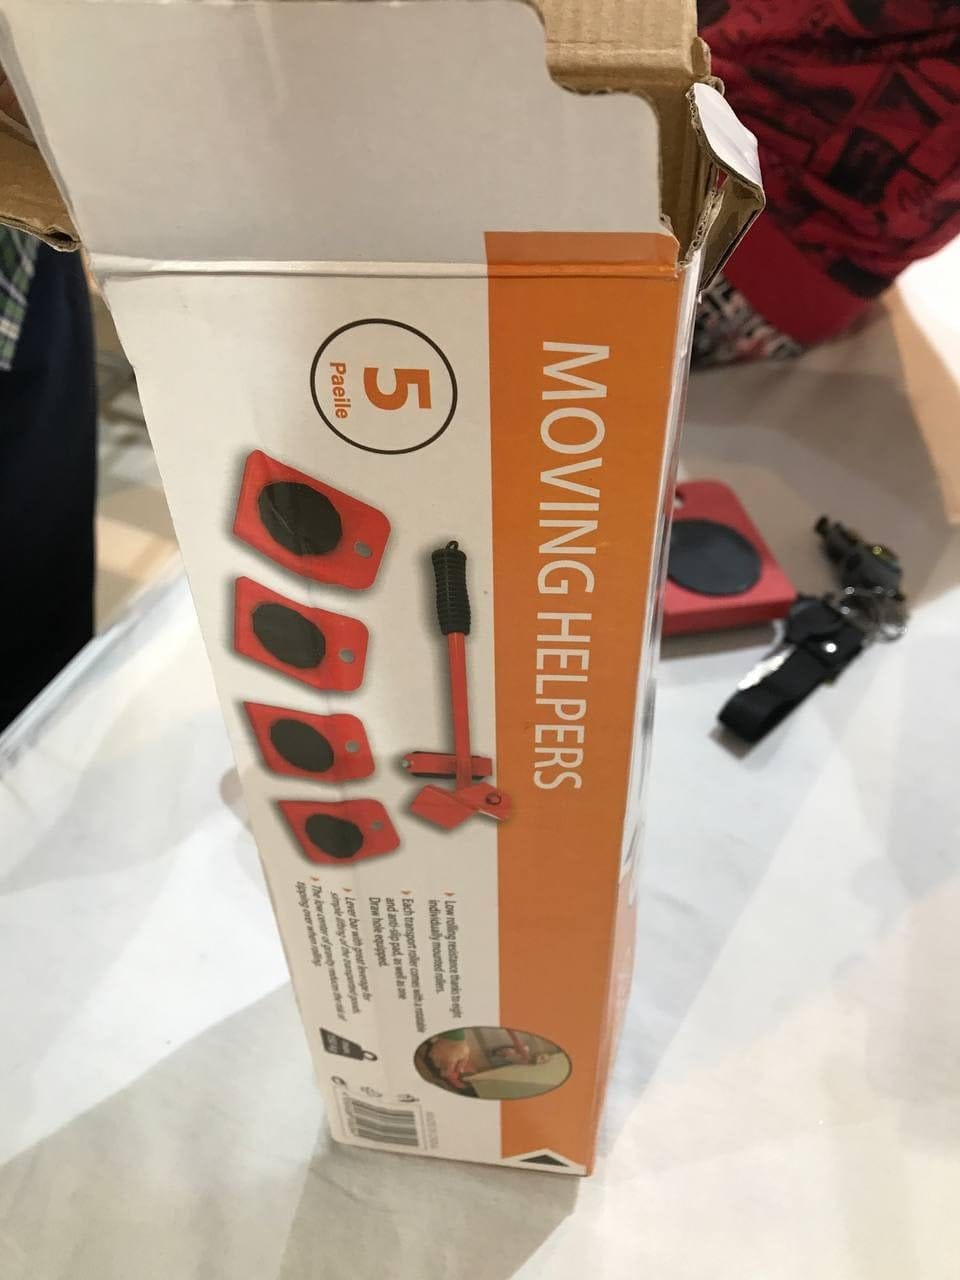 MOVING HELPERS
5
Paeile
Low rolling resistance thanks to eight
individually mounted rollers.
Each transport roller comes with a rotatable
and anti-slip pad, as well as one
Draw hole equipped.
Lever bar with great leverage for
simple lifting of the transported goods.
The low center of gravity reduces the risk of
tipping over when rolling.